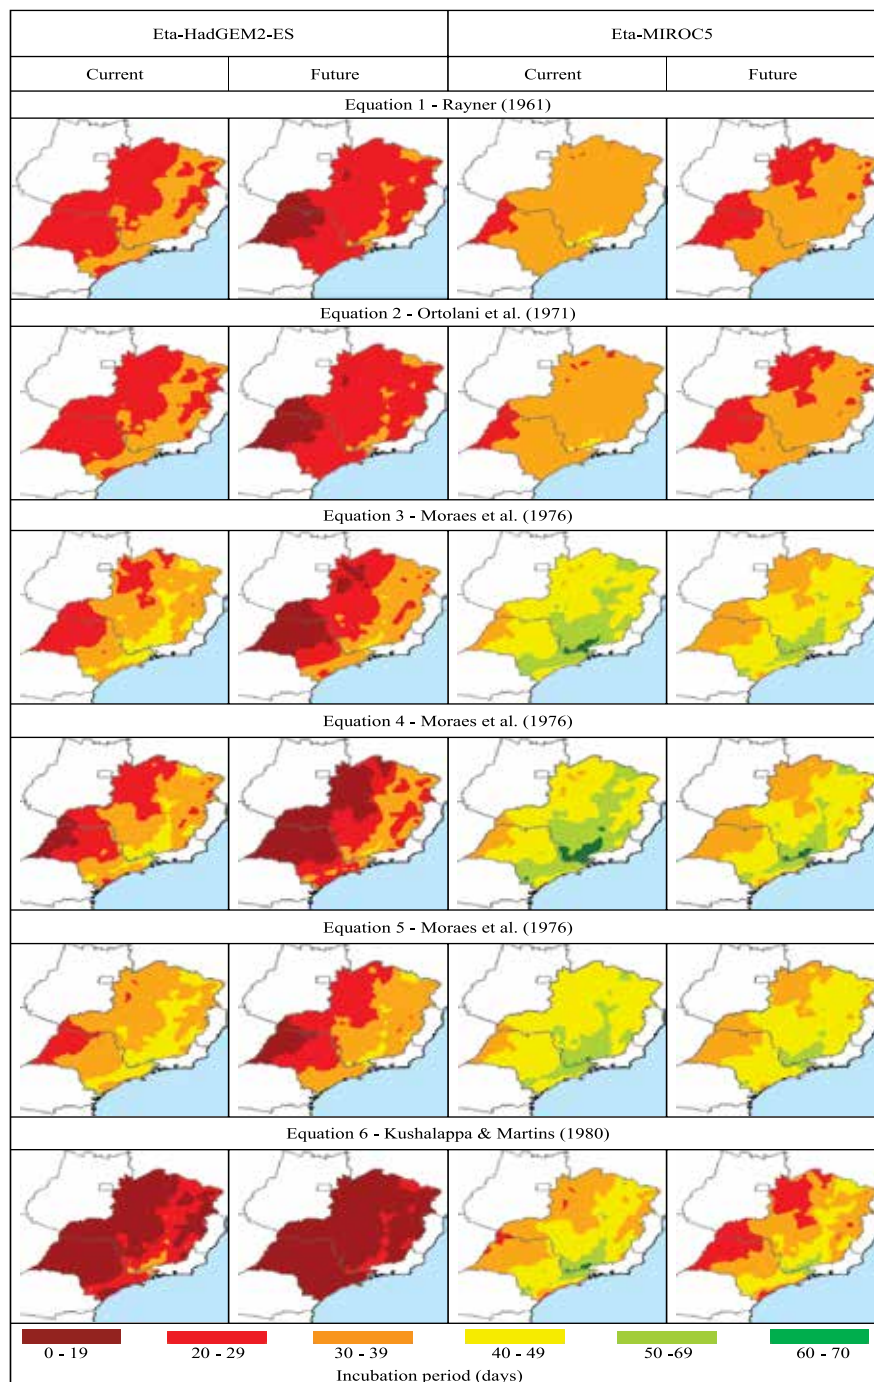 Eta-HadGEM2-ES Eta-MIROC5
Current Future Current Future
Equation 1 - Rayner (1961)
Equation 2 - Ortolani et al. (1971)
Equation 3 - Moraes et al. (1976)
Equation 4 - Moraes et al. (1976)
Equation 5 - Moraes et al. (1976)
Equation 6 - Kushalappa & Martins (1980)
0 - 19 20 - 29 30 - 39 40 - 49 50 -69 60 - 70
Incubation period (days)